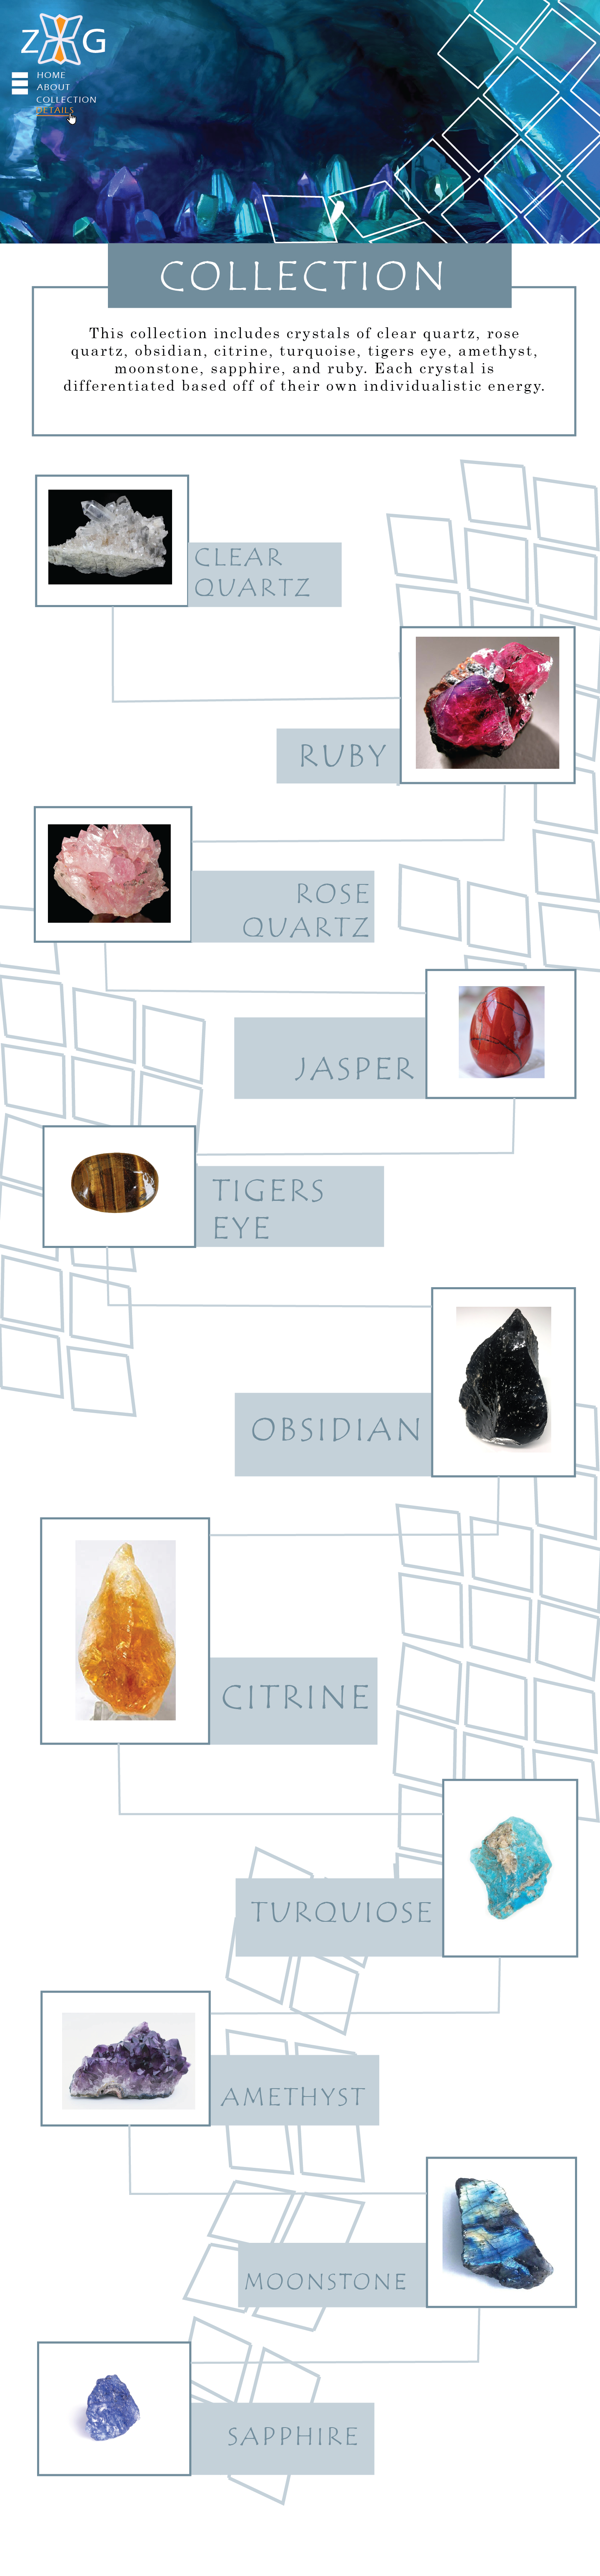 Z G
HOME
ABOUT
COLLECTION
DETAILS
COLLECTION
This collection includes crystals of clear quartz, rose
quartz, obsidian, citrine, turquoise, tigers eye, amethyst,
moonstone, sapphire, and ruby. Each crystal is
differentiated based off of their own individualistic energy.
CLEAR
QUARTZ
RUBY
ROSE
QUARTZ
JASPER
TIGERS
EYE
OBSIDIAN
CITRINE
TURQUIOSE
AMETHYST
MOONSTONE
SAPPHIRE